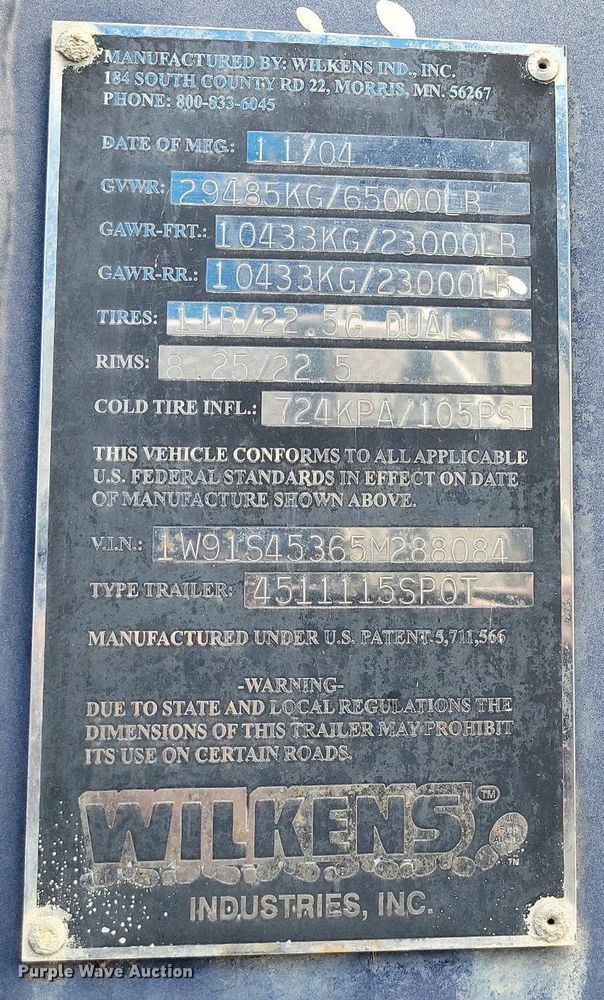 MANUFACTURED BY: WILKENS IND., INC.
184 SOUTH COUNTY RD 22, MORRIS, MN. 56267
PHONE: 800-833-6045
DATE OF MFG: 11/04
GVWR: 29485KG/65000LB
GAWR-FRT.: 10433KG/23000LB
GAWR-RR.: 10433KG/23000LB
TIRES: 11R/22.5G DUAL
RIMS: 8.25/22.5
COLD TIRE INFL.: 724KPA/105PSI
THIS VEHICLE CONFORMS TO ALL APPLICABLE
U.S. FEDERAL STANDARDS IN EFFECT ON DATE
OF MANUFACTURE SHOWN ABOVE.
V.I.N.: 1W91S45365M288084
TYPE TRAILER: 4511115SPOT
MANUFACTURED UNDER U.S. PATENT 5,711,566
-WARNING-
DUE TO STATE AND LOCAL REGULATIONS THE
DIMENSIONS OF THIS TRAILER MAY PROHIBIT
ITS USE ON CERTAIN ROADS.
WILKENS TM
TM
INDUSTRIES, INC.
Purple Wave Auction